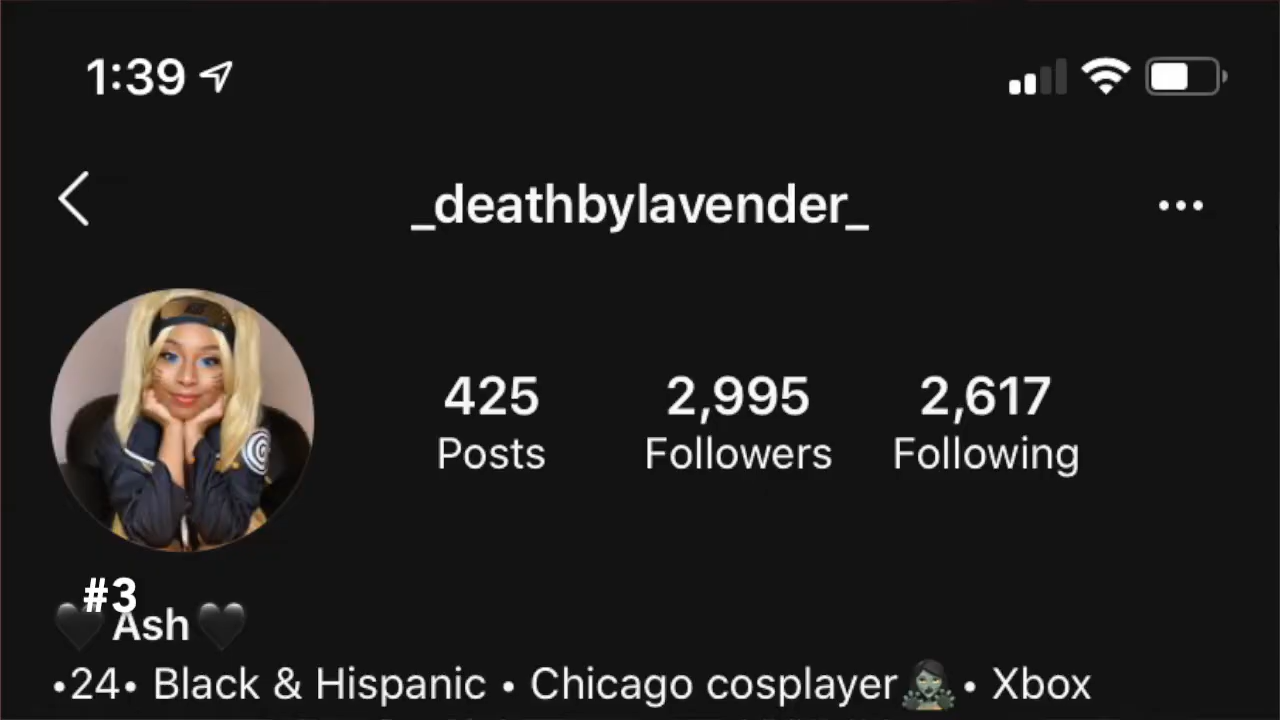 1:39
_deathbylavender_
425 2,995 2,617
Posts Followers Following
#3
🖤Ash🖤
•24• Black & Hispanic • Chicago cosplayer🧟‍♀️• Xbox